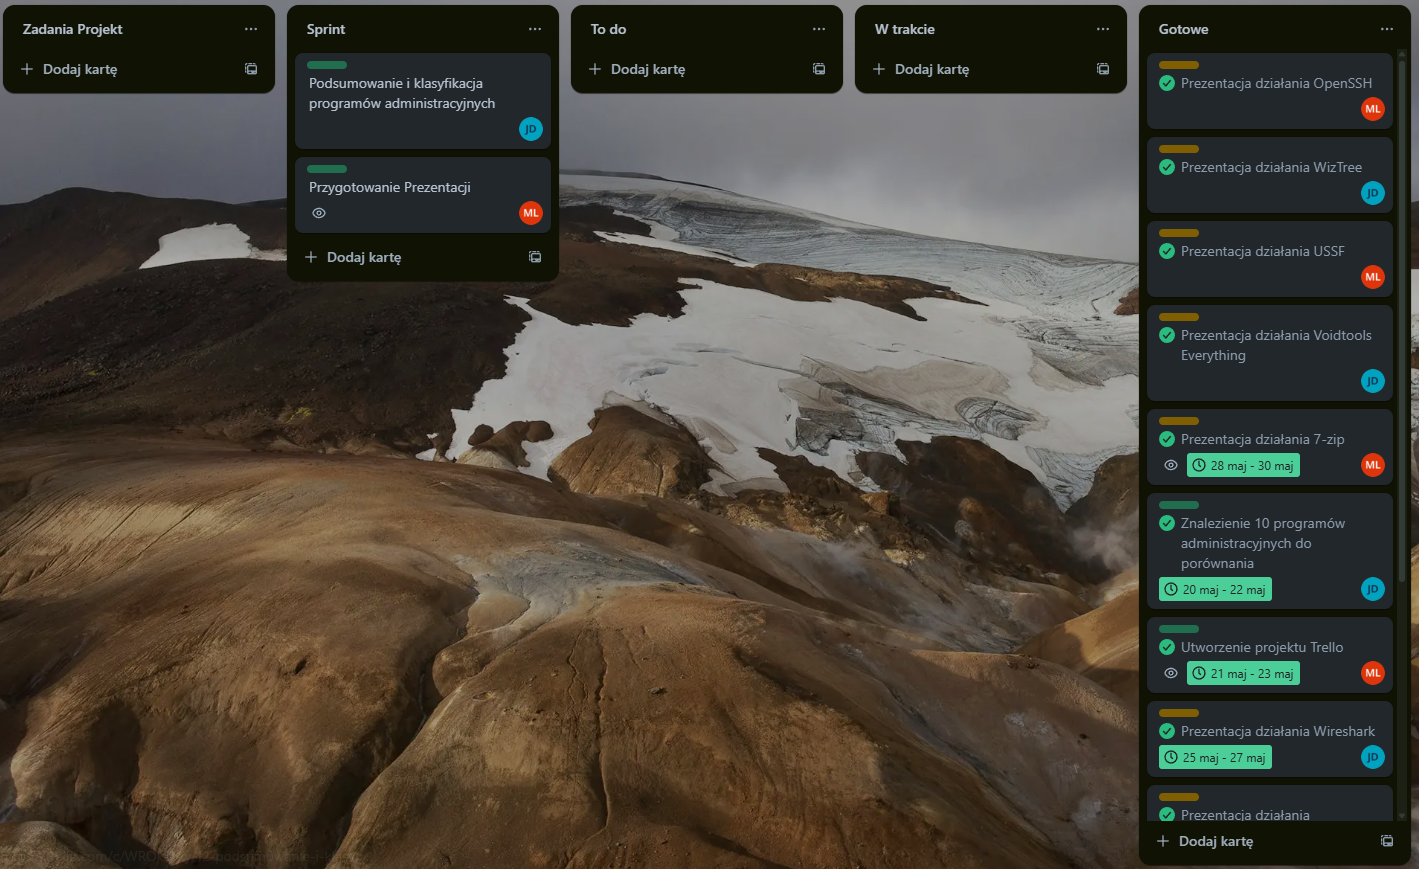 Zadania Projekt
Dodaj kartę
Sprint
Podsumowanie i klasyfikacja
programów administracyjnych
JD
Przygotowanie Prezentacji
ML
Dodaj kartę
To do
Dodaj kartę
W trakcie
Dodaj kartę
Gotowe
Prezentacja działania OpenSSH
ML
Prezentacja działania WizTree
JD
Prezentacja działania USSF
ML
Prezentacja działania Voidtools
Everything
JD
Prezentacja działania 7-zip
28 maj - 30 maj
ML
Znalezienie 10 programów
administracyjnych do
porównania
20 maj - 22 maj
JD
Utworzenie projektu Trello
21 maj - 23 maj
ML
Prezentacja działania Wireshark
25 maj - 27 maj
JD
Prezentacja działania
Dodaj kartę